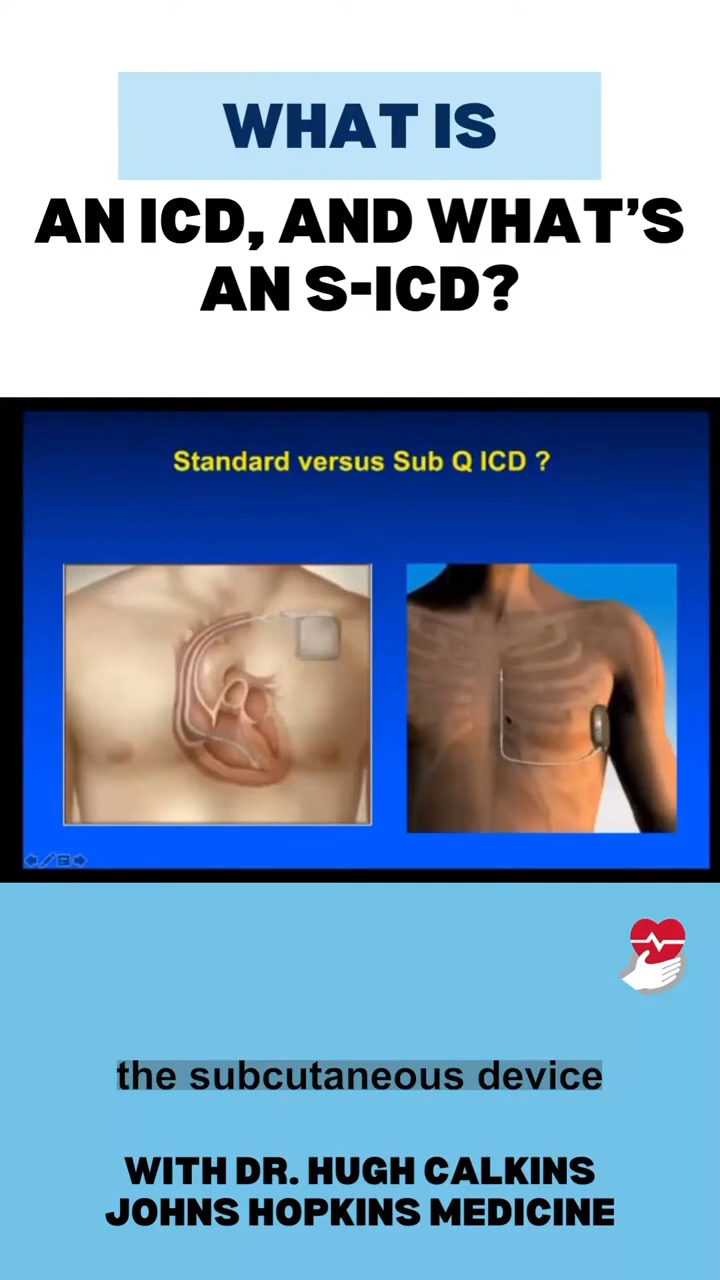 WHAT IS
AN ICD, AND WHAT’S
AN S-ICD?
Standard versus Sub Q ICD ?
the subcutaneous device
WITH DR. HUGH CALKINS
JOHNS HOPKINS MEDICINE